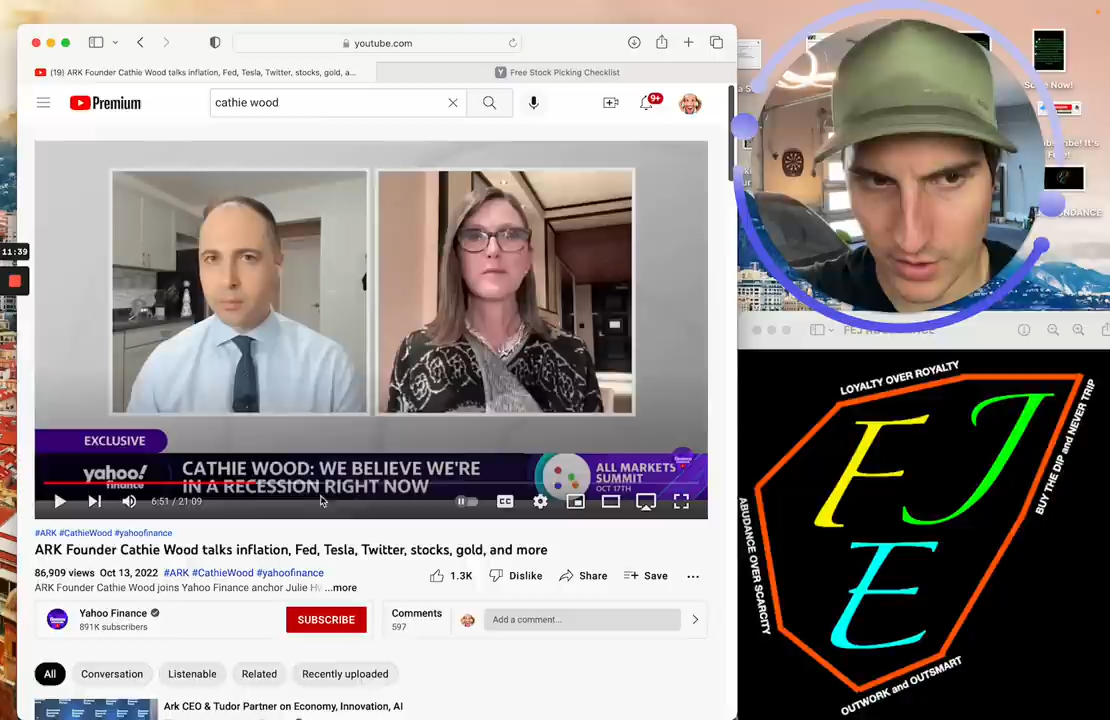 youtube.com
(19) ARK Founder Cathie Wood talks inflation, Fed, Tesla, Twitter, stocks, gold, a...
Free Stock Picking Checklist
Premium
cathie wood
9+
11:39
EXCLUSIVE
yahoo!
finance
CATHIE WOOD: WE BELIEVE WE'RE
IN A RECESSION RIGHT NOW
ALL MARKETS
SUMMIT
OCT 17TH
6:51 / 21:09
CC
#ARK #CathieWood #yahoofinance
ARK Founder Cathie Wood talks inflation, Fed, Tesla, Twitter, stocks, gold, and more
86,909 views Oct 13, 2022 #ARK #CathieWood #yahoofinance
1.3K
Dislike
Share
Save
ARK Founder Cathie Wood joins Yahoo Finance anchor Julie ...more
Yahoo Finance
891K subscribers
SUBSCRIBE
Comments
597
Add a comment...
All
Conversation
Listenable
Related
Recently uploaded
Ark CEO & Tudor Partner on Economy, Innovation, AI
LOYALTY OVER ROYALTY
BUY THE DIP and NEVER TRIP
ABUDANCE OVER SCARCITY
OUTWORK and OUTSMART
F J
E